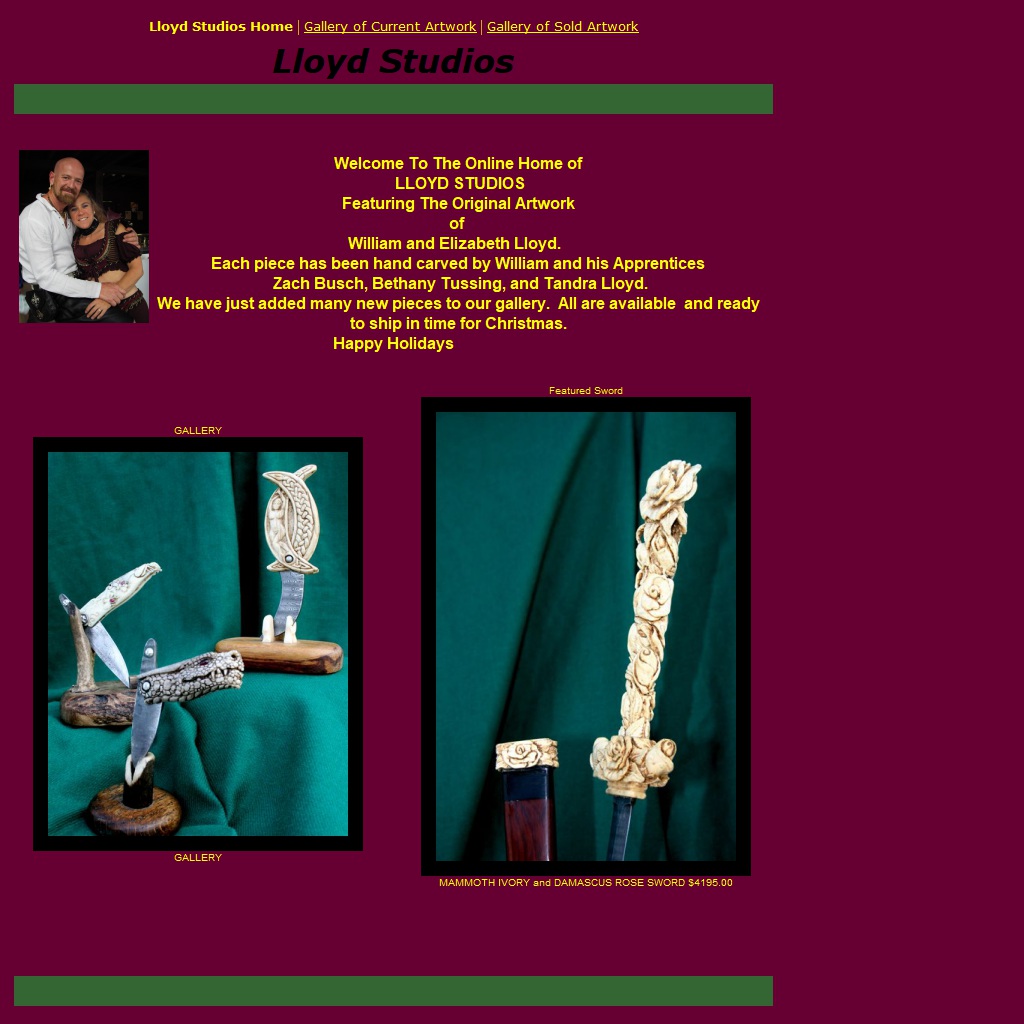 Lloyd Studios Home | Gallery of Current Artwork | Gallery of Sold Artwork
Lloyd Studios
Welcome To The Online Home of
LLOYD STUDIOS
Featuring The Original Artwork
of
William and Elizabeth Lloyd.
Each piece has been hand carved by William and his Apprentices
Zach Busch, Bethany Tussing, and Tandra Lloyd.
We have just added many new pieces to our gallery.  All are available  and ready
to ship in time for Christmas.
Happy Holidays
Featured Sword
GALLERY
GALLERY
MAMMOTH IVORY and DAMASCUS ROSE SWORD $4195.00